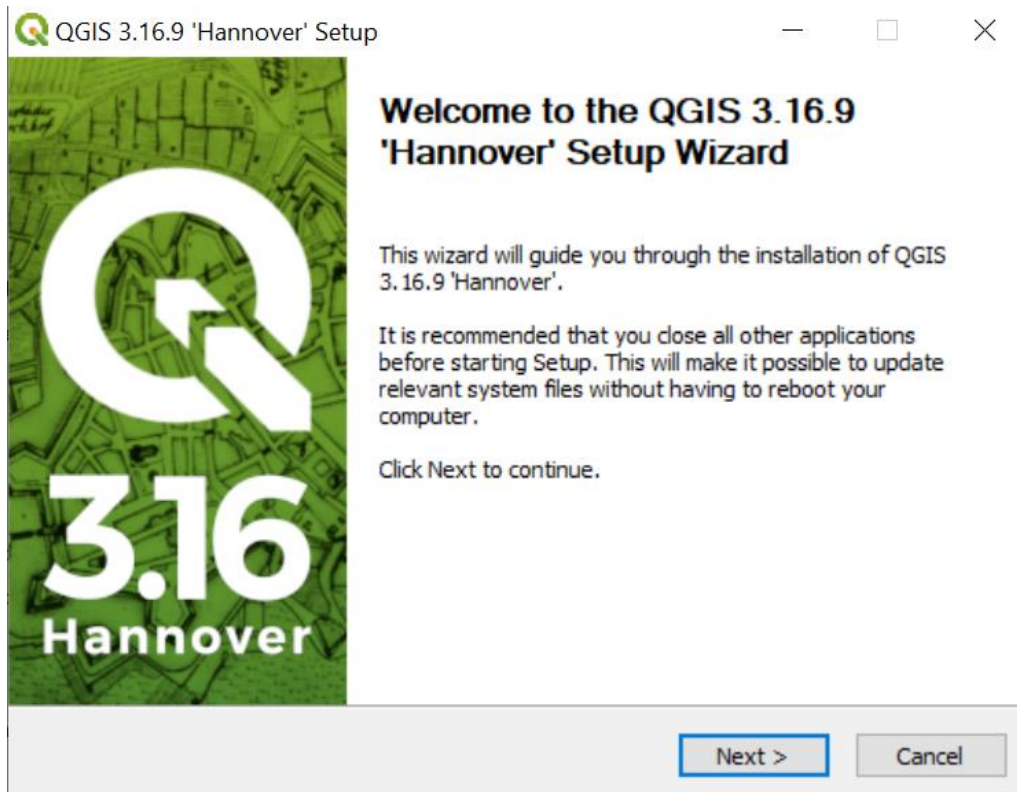 QGIS 3.16.9 'Hannover' Setup
Welcome to the QGIS 3.16.9
'Hannover' Setup Wizard
This wizard will guide you through the installation of QGIS
3.16.9 'Hannover'.
It is recommended that you close all other applications
before starting Setup. This will make it possible to update
relevant system files without having to reboot your
computer.
Click Next to continue.
3.16
Hannover
Next >
Cancel